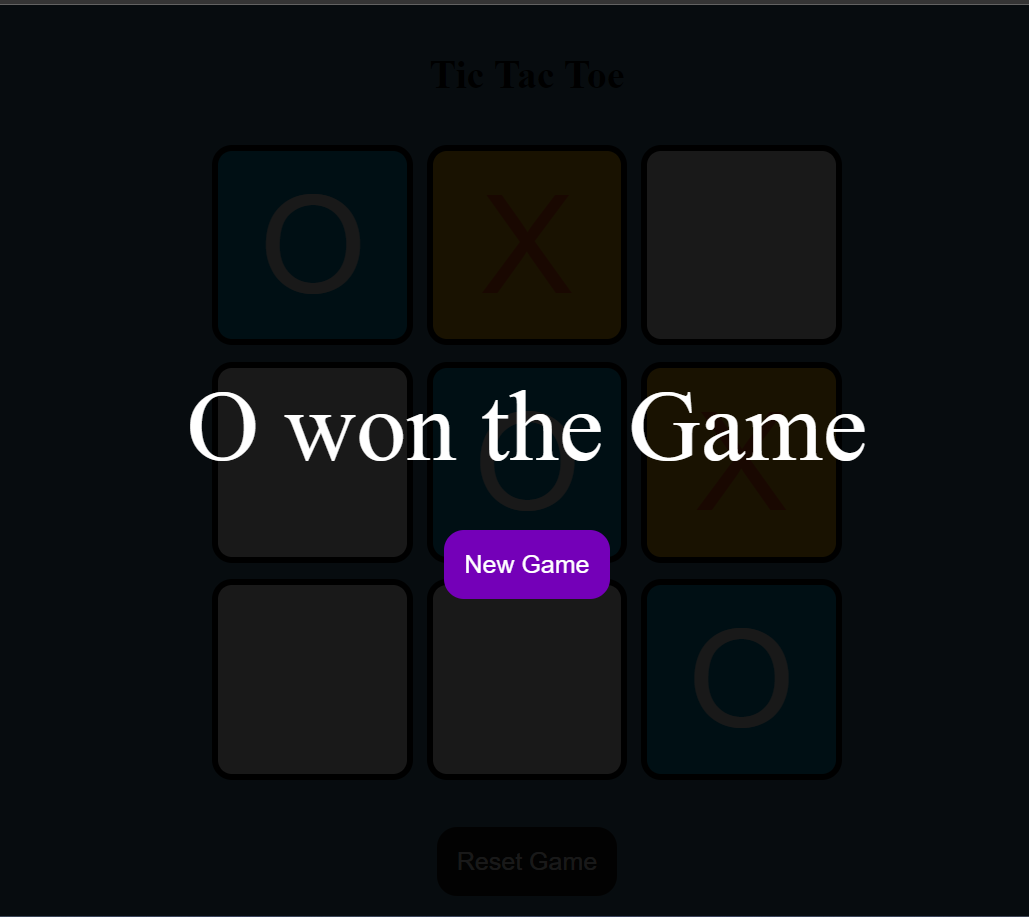 Tic Tac Toe
O X
O won the Game
O X
New Game
O
Reset Game